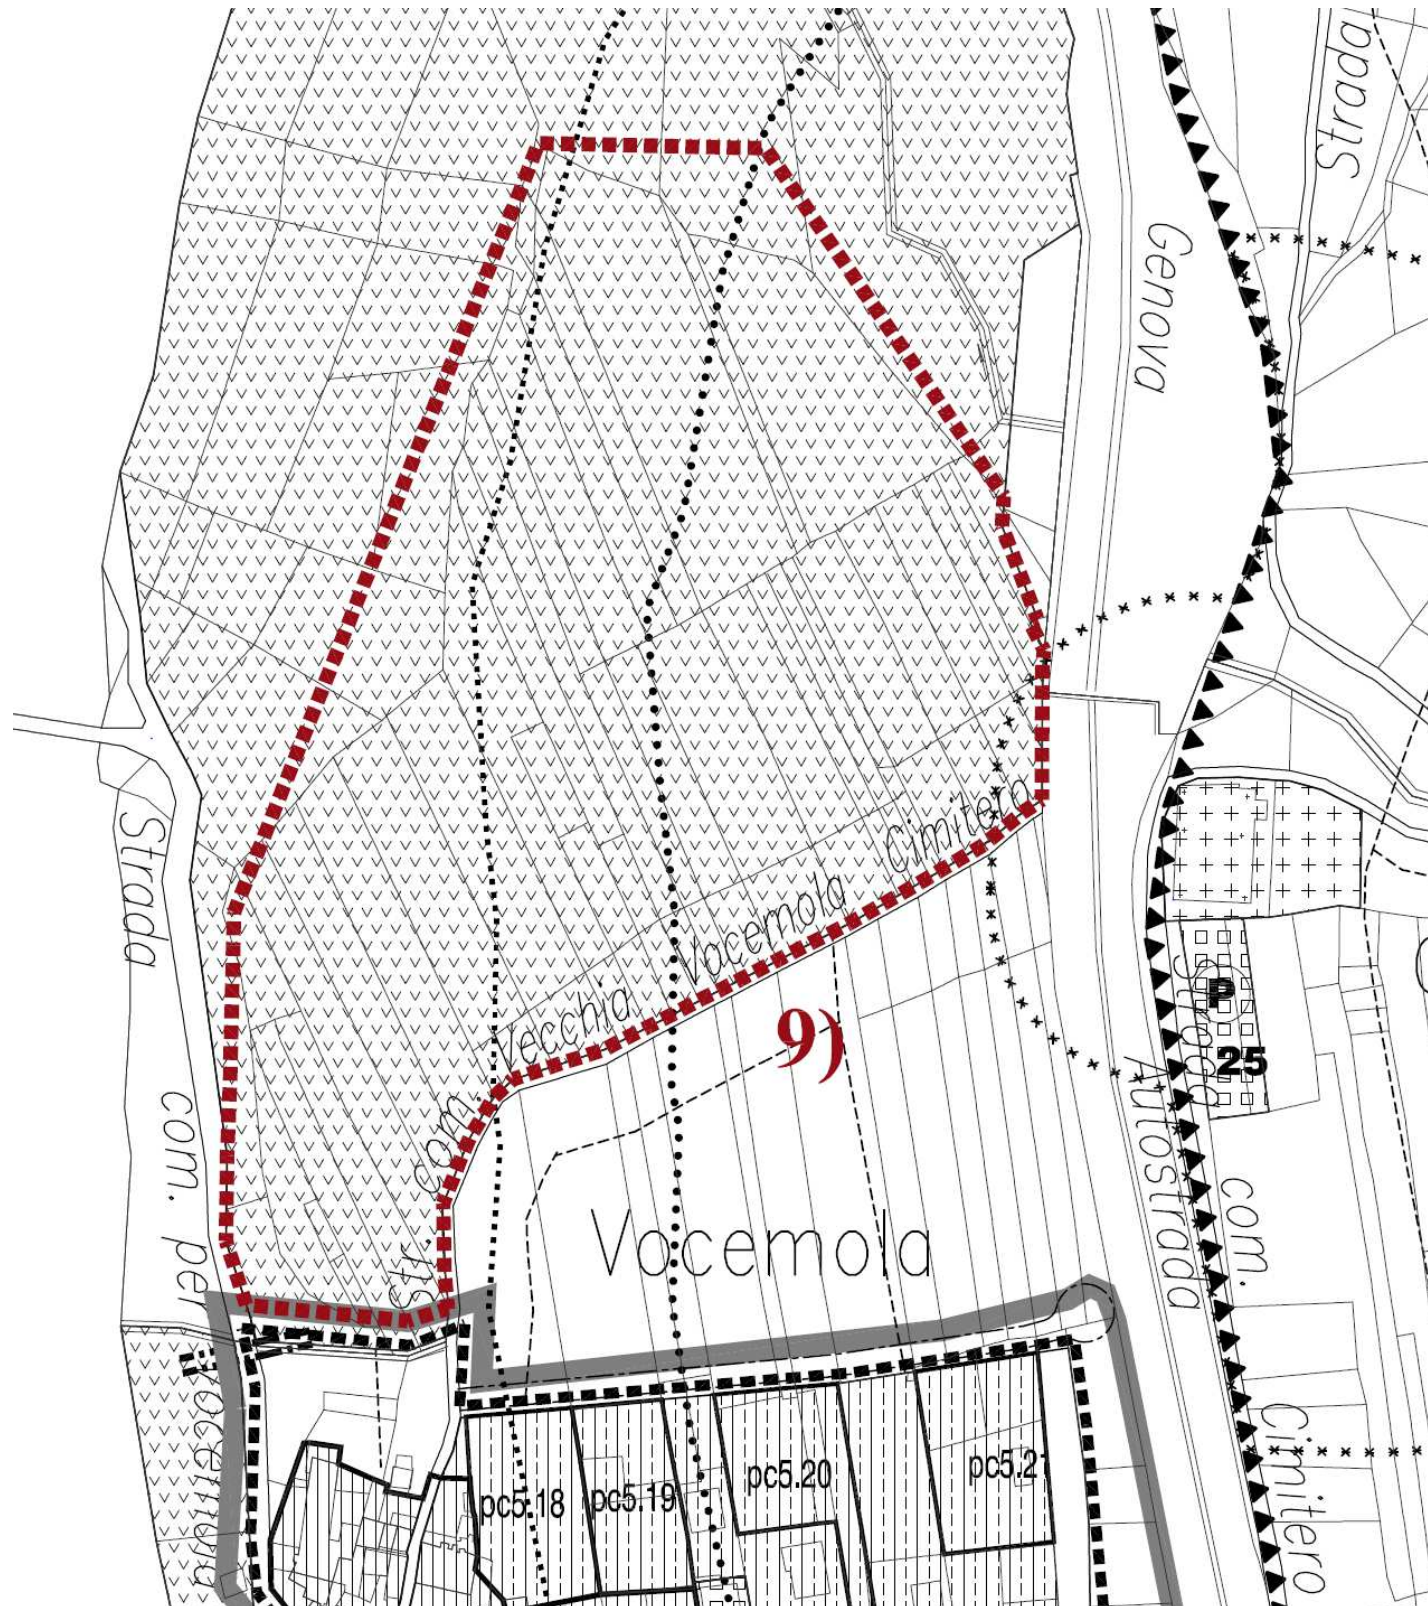 Strada
Genova
Cimitero
Vocemola
Vecchia
Str. com.
9)
Strada
com. per Vocemola
Vocemola
Strada
P
25
Autostrada
com.
Cimitero
pc5.18
pc5.19
pc5.20
pc5.21